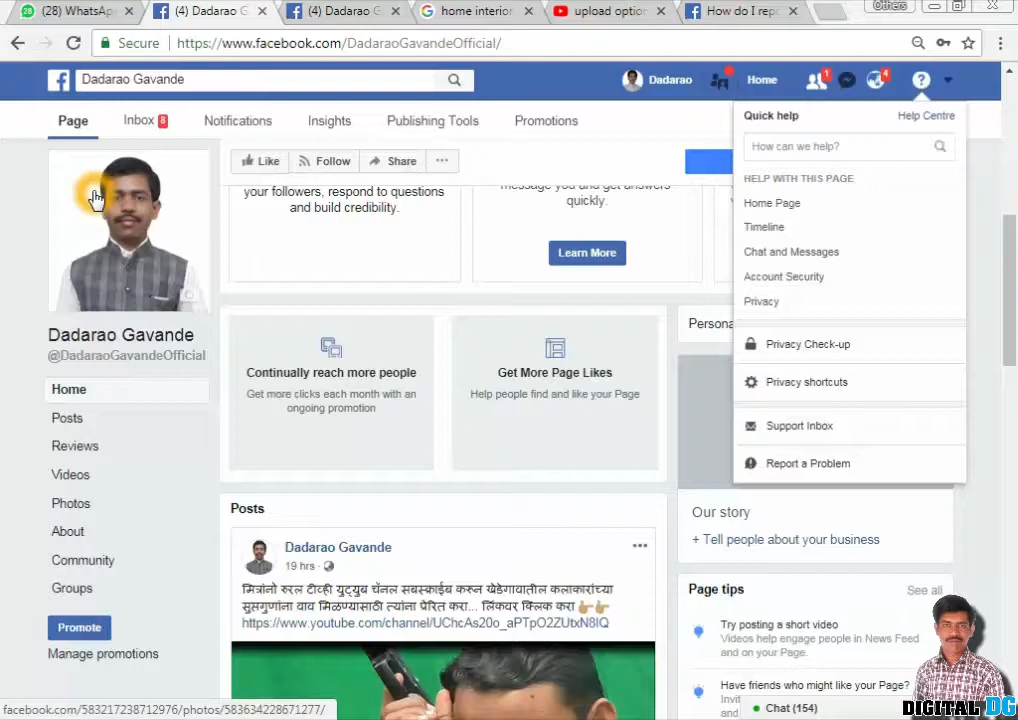 (28) WhatsAp
(4) Dadarao G
(4) Dadarao G
home interior
upload option
How do I repo
Others
Secure
https://www.facebook.com/DadaraoGavandeOfficial/
Dadarao Gavande
Dadarao
Home
1
4
?
Page
Inbox 8
Notifications
Insights
Publishing Tools
Promotions
Quick help
Help Centre
How can we help?
HELP WITH THIS PAGE
Home Page
Timeline
Chat and Messages
Account Security
Privacy
Privacy Check-up
Privacy shortcuts
Support Inbox
Report a Problem
Like
Follow
Share
your followers, respond to questions
and build credibility.
message you and get answers
quickly.
Learn More
Dadarao Gavande
@DadaraoGavandeOfficial
Home
Posts
Reviews
Videos
Photos
About
Community
Groups
Promote
Manage promotions
Continually reach more people
Get more clicks each month with an
ongoing promotion
Get More Page Likes
Help people find and like your Page
Persona
Our story
+ Tell people about your business
Posts
Dadarao Gavande
19 hrs
मित्रांनो रुरल टीव्ही युट्युब चॅनल सबस्क्राईब करुन खेडेगावातील कलाकारांच्या
सुप्तगुणांना वाव मिळण्यासाठी त्यांना प्रेरित करा... लिंकवर क्लिक करा
https://www.youtube.com/channel/UChcAs20o_aPTpO2ZUtxN8IQ
Page tips
See all
Try posting a short video
Videos help engage people in News Feed
and on your Page.
Have friends who might like your Page?
Invit
and
Chat (154)
facebook.com/583217238712976/photos/583634228671277/
DIGITAL DG